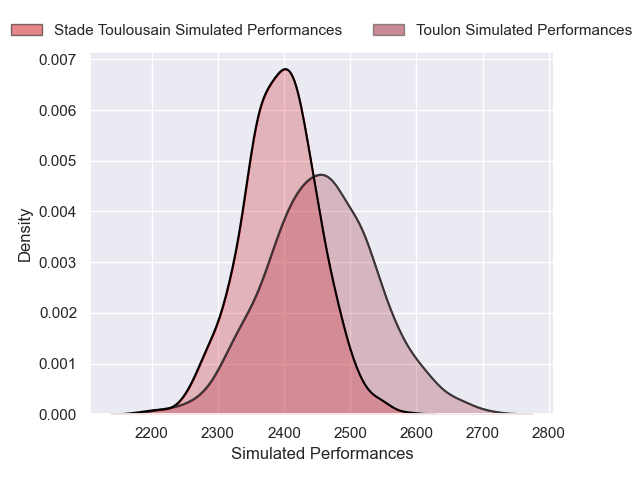 Stade Toulousain Simulated Performances
Toulon Simulated Performances
0.007
0.006
0.005
0.004
0.003
0.002
0.001
0.000
Density
2200 2300 2400 2500 2600 2700 2800
Simulated Performances